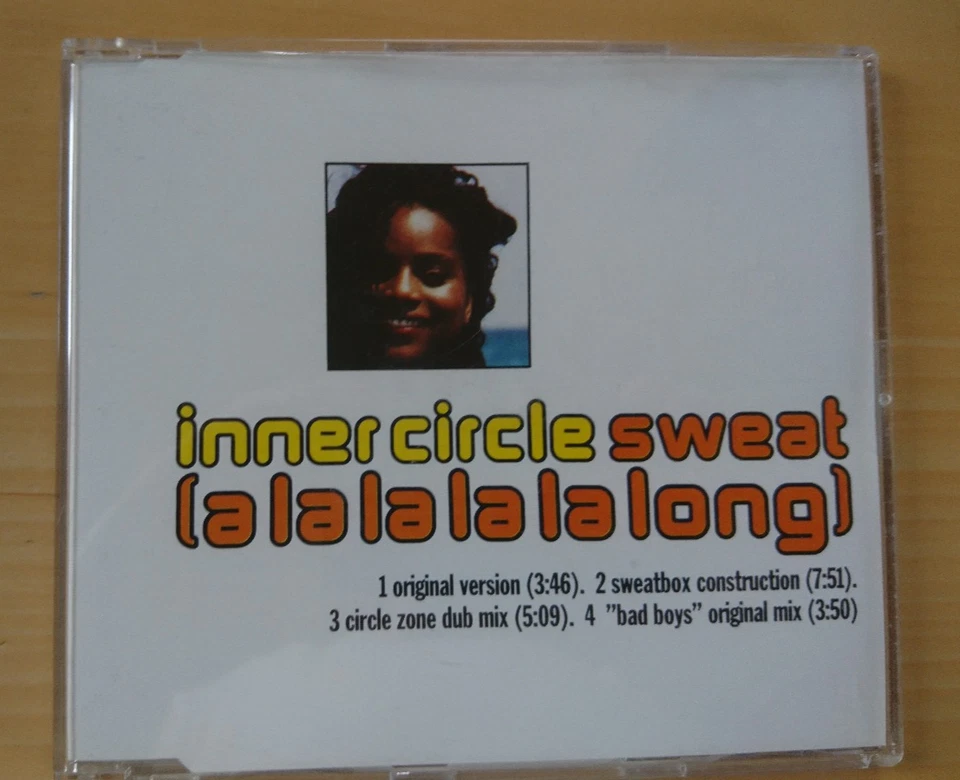 inner circle sweat
(a la la la la long)
1 original version (3:46). 2 sweatbox construction (7:51).
3 circle zone dub mix (5:09). 4 ”bad boys” original mix (3:50)